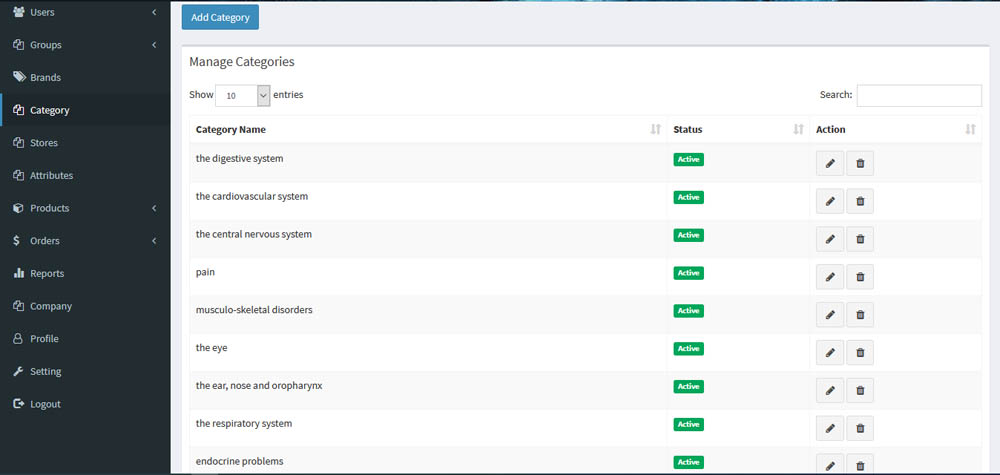 Users
Groups
Brands
Category
Stores
Attributes
Products
$ Orders
Reports
Company
Profile
Setting
Logout
Add Category
Manage Categories
Show 10 entries Search:
Category Name Status Action
the digestive system Active
the cardiovascular system Active
the central nervous system Active
pain Active
musculo-skeletal disorders Active
the eye Active
the ear, nose and oropharynx Active
the respiratory system Active
endocrine problems Active